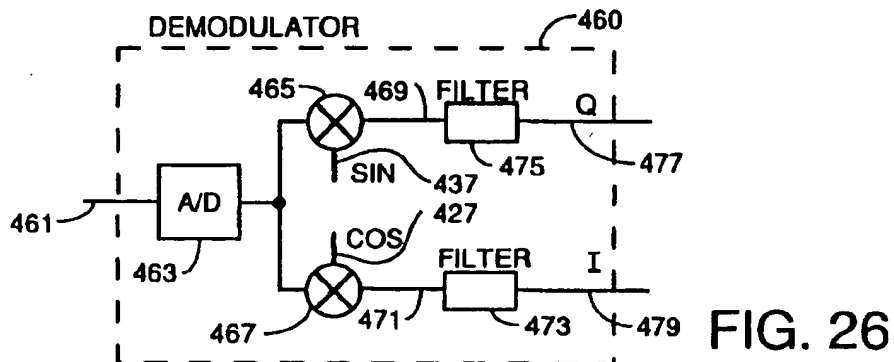 DEMODULATOR
460
465
469
FILTER
Q
SIN
437
475
477
461
A/D
463
427
COS
FILTER
I
467
471
473
479
FIG. 26